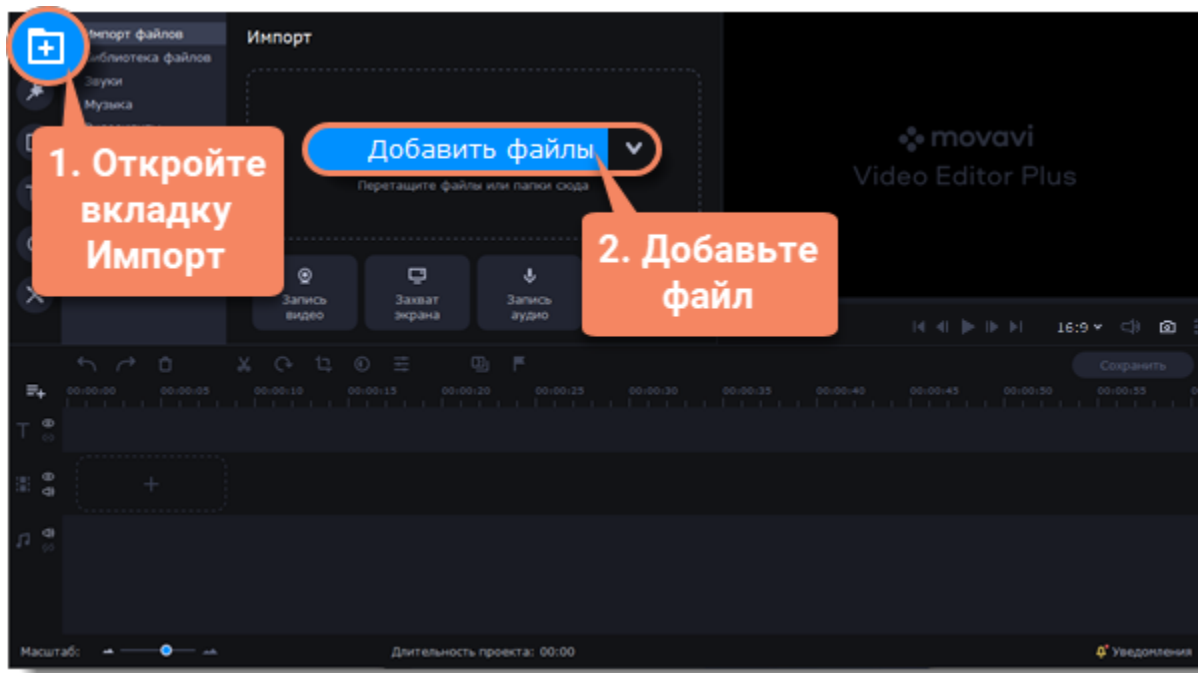 Импорт файлов
Библиотека файлов
Звуки
Музыка
Импорт
Добавить файлы
Перетащите файлы или папки сюда
1. Откройте
вкладку
Импорт
2. Добавьте
файл
Запись
видео
Захват
экрана
Запись
аудио
movavi
Video Editor Plus
16:9
Сохранить
00:00:00 00:00:05 00:00:10 00:00:15 00:00:20 00:00:25 00:00:30 00:00:35 00:00:40 00:00:45 00:00:50 00:00:55
Масштаб:
Длительность проекта: 00:00
Уведомления